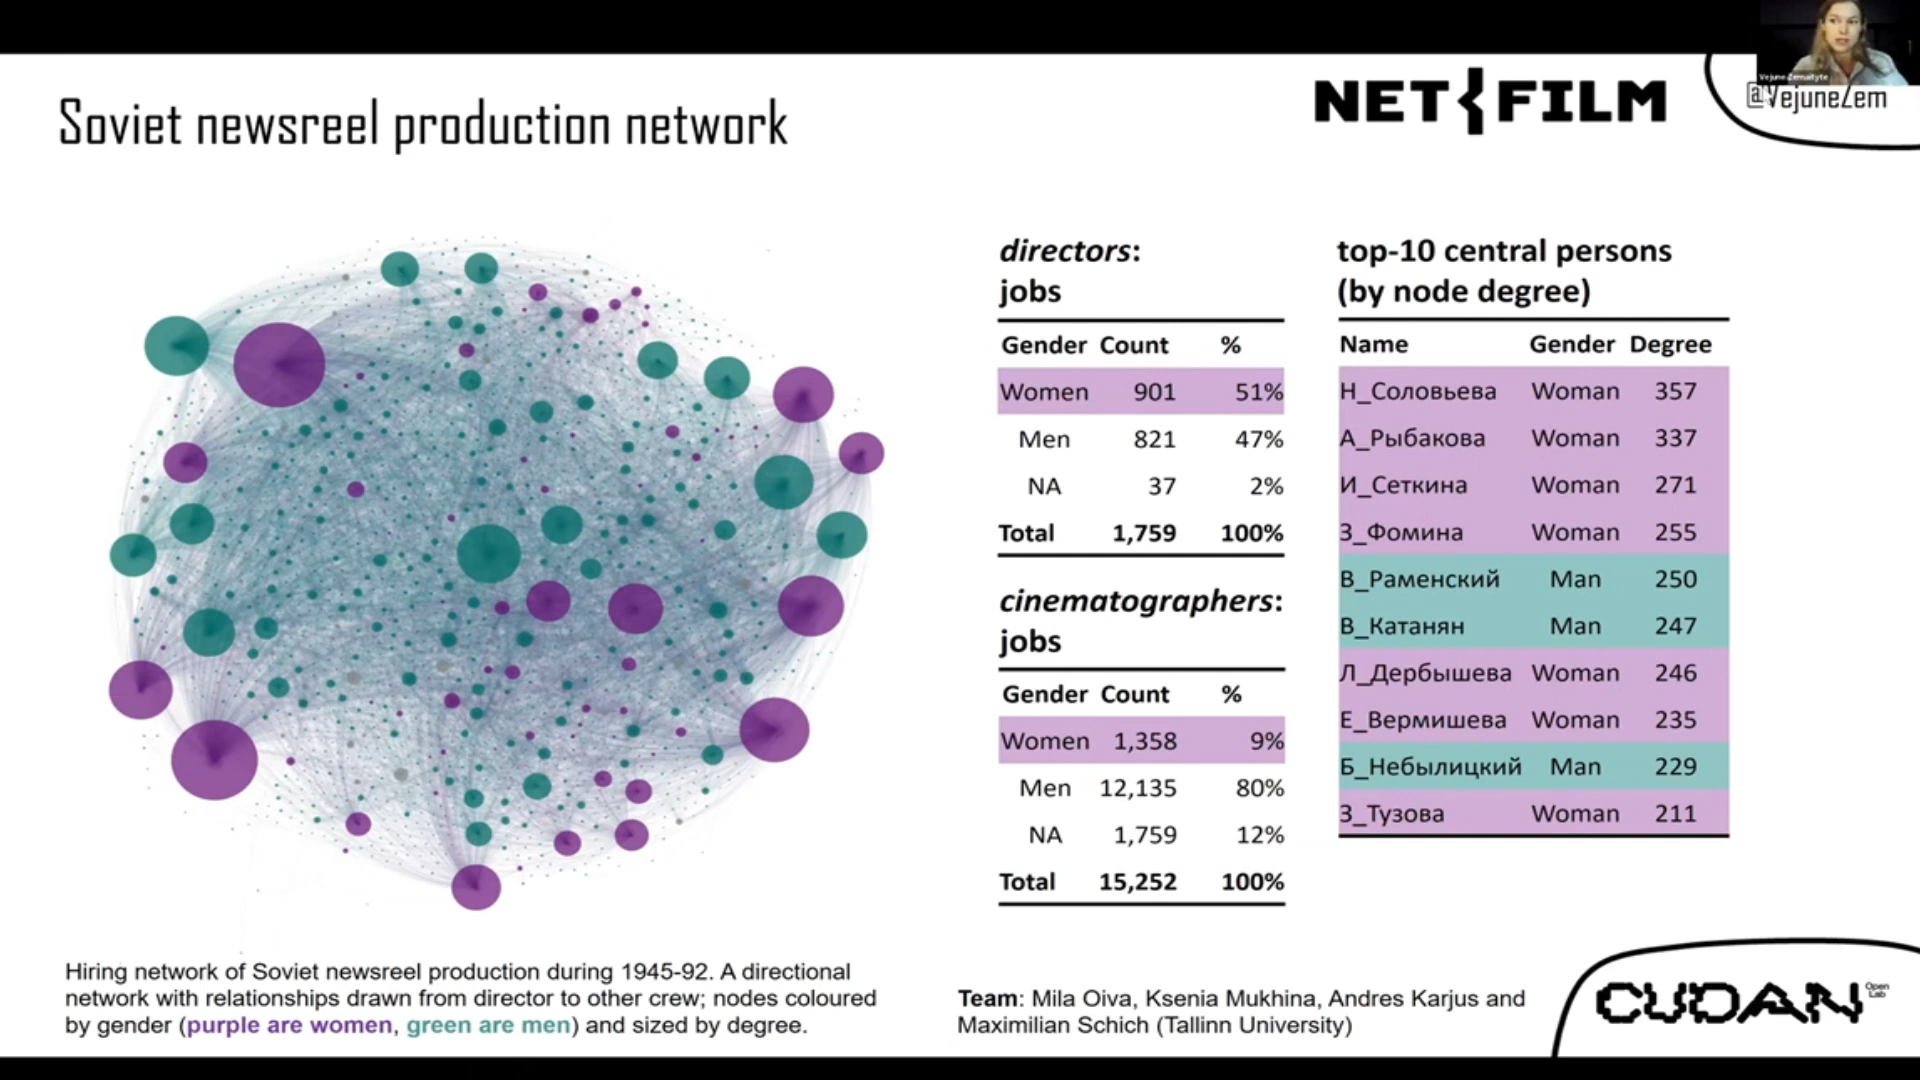 Vejune Zemaityte
NET FILM
@VejuneZem
Soviet newsreel production network
directors:
jobs
Gender Count %
Women 901 51%
Men 821 47%
NA 37 2%
Total 1,759 100%
cinematographers:
jobs
Gender Count %
Women 1,358 9%
Men 12,135 80%
NA 1,759 12%
Total 15,252 100%
top-10 central persons
(by node degree)
Name Gender Degree
Н_Соловьева Woman 357
А_Рыбакова Woman 337
И_Сеткина Woman 271
З_Фомина Woman 255
В_Раменский Man 250
В_Катанян Man 247
Л_Дербышева Woman 246
Е_Вермишева Woman 235
Б_Небылицкий Man 229
З_Тузова Woman 211
Hiring network of Soviet newsreel production during 1945-92. A directional
network with relationships drawn from director to other crew; nodes coloured
by gender (purple are women, green are men) and sized by degree.
Team: Mila Oiva, Ksenia Mukhina, Andres Karjus and
Maximilian Schich (Tallinn University)
CUDAN
Open
Lab